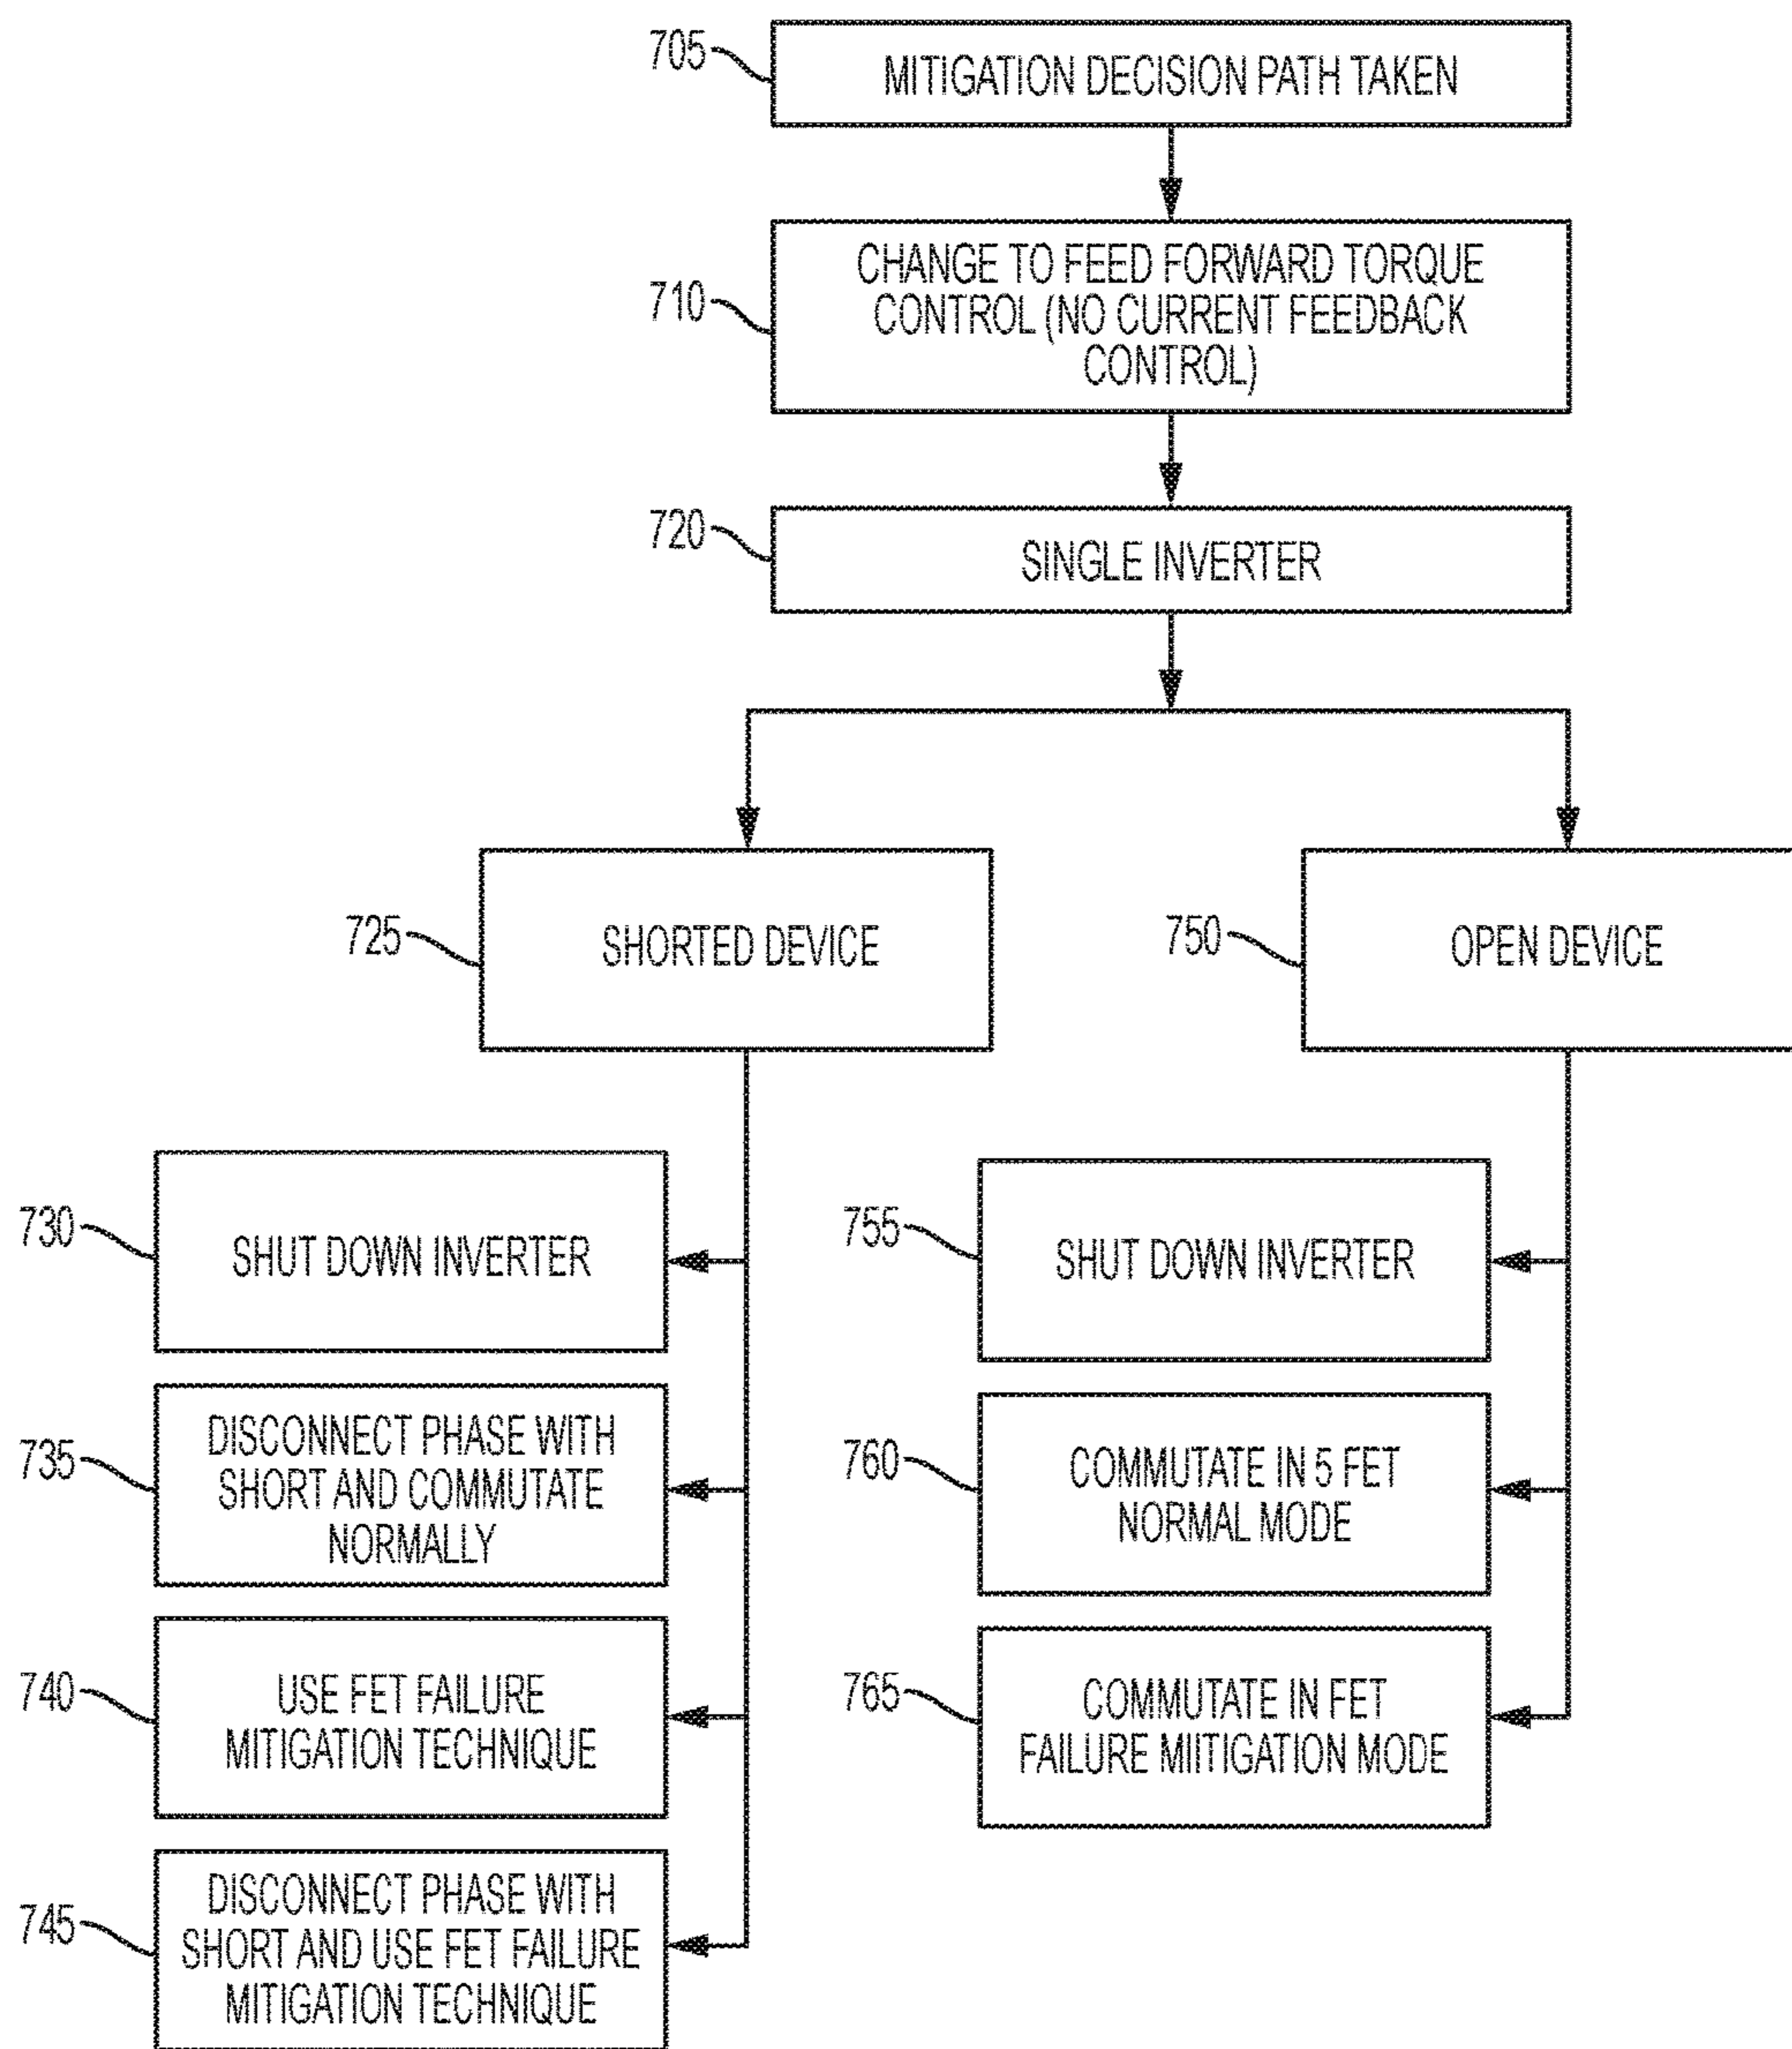 705
MITIGATION DECISION PATH TAKEN
710
CHANGE TO FEED FORWARD TORQUE
CONTROL (NO CURRENT FEEDBACK
CONTROL)
720
SINGLE INVERTER
725
SHORTED DEVICE
750
OPEN DEVICE
730
SHUT DOWN INVERTER
735
DISCONNECT PHASE WITH
SHORT AND COMMUTATE
NORMALLY
740
USE FET FAILURE
MITIGATION TECHNIQUE
745
DISCONNECT PHASE WITH
SHORT AND USE FET FAILURE
MITIGATION TECHNIQUE
755
SHUT DOWN INVERTER
760
COMMUTATE IN 5 FET
NORMAL MODE
765
COMMUTATE IN FET
FAILURE MIITIGATION MODE